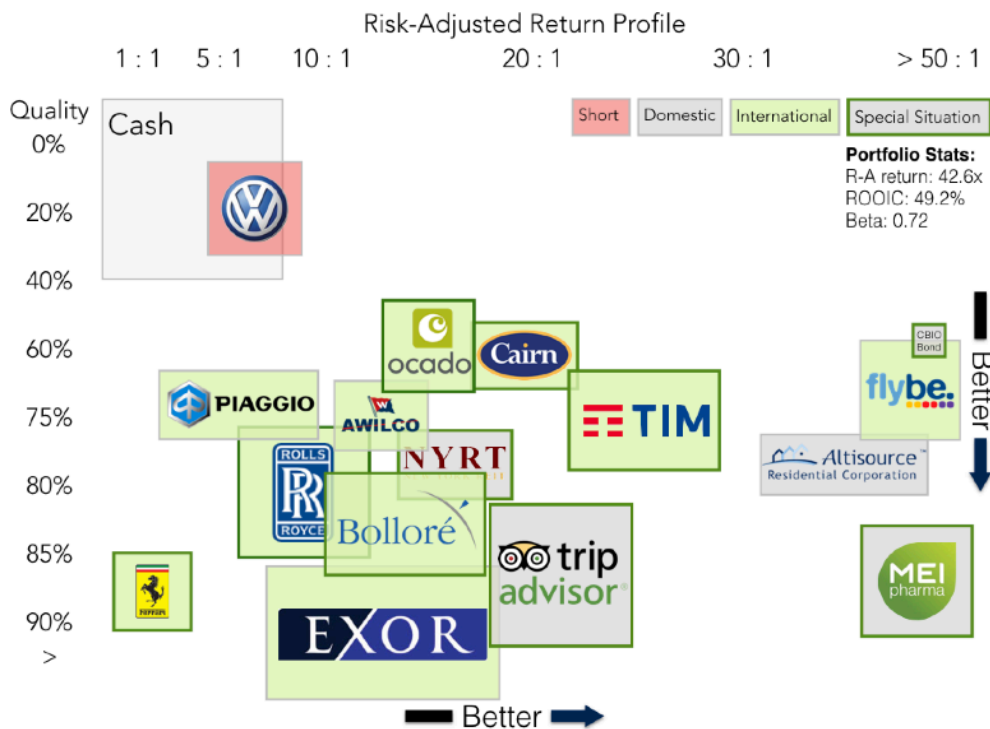 Risk-Adjusted Return Profile
1 : 1 5 : 1 10 : 1 20 : 1 30 : 1 > 50 : 1
Quality
0%
20%
40%
60%
75%
80%
85%
90%
>
Cash
Short Domestic International Special Situation
Portfolio Stats:
R-A return: 42.6x
ROOIC: 49.2%
Beta: 0.72
ocado
Cairn
CBIO
Bond
flybe.
Better
PIAGGIO
W
AWILCO
TIM
NYRT
Altisource™
Residential Corporation
ROLLS
RR
ROYCE
Bolloré
trip
advisor®
MEI
pharma
Ferrari
EXOR
Better